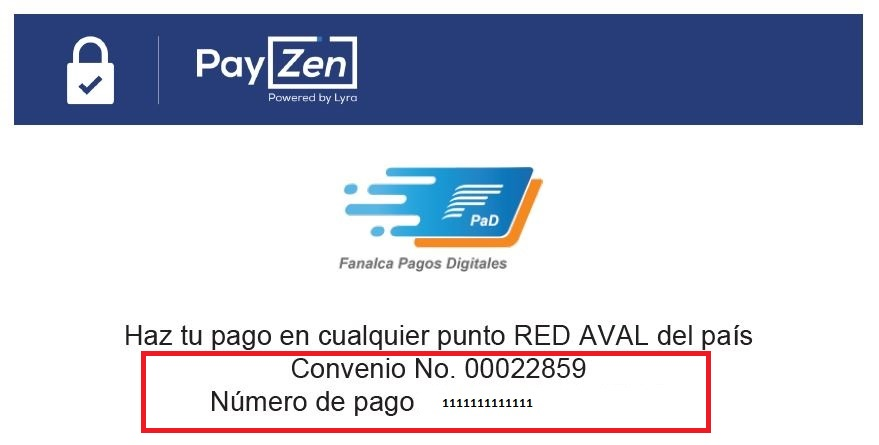 PayZen
Powered by Lyra
PaD
Fanalca Pagos Digitales
Haz tu pago en cualquier punto RED AVAL del país
Convenio No. 00022859
Número de pago 1111111111111